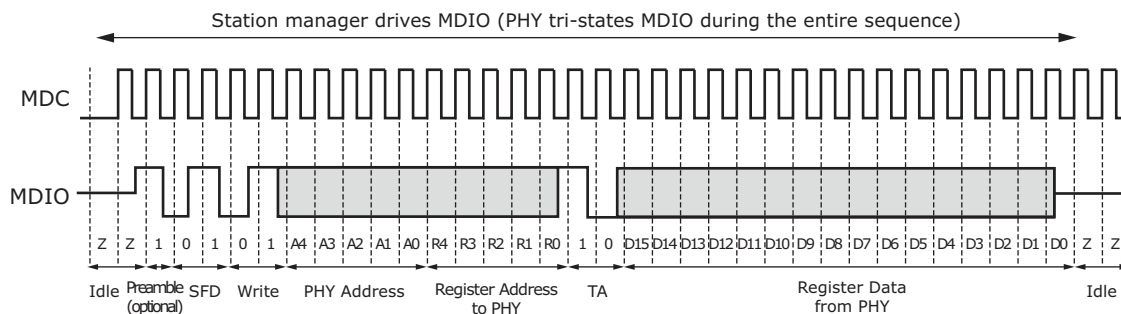 Station manager drives MDIO (PHY tri-states MDIO during the entire sequence)
MDC
MDIO
Z Z 1 0 1 0 1 A4 A3 A2 A1 A0 R4 R3 R2 R1 R0 1 0 D15 D14 D13 D12 D11 D10 D9 D8 D7 D6 D5 D4 D3 D2 D1 D0 Z Z
Idle Preamble SFD Write PHY Address Register Address TA Register Data Idle
(optional) to PHY from PHY